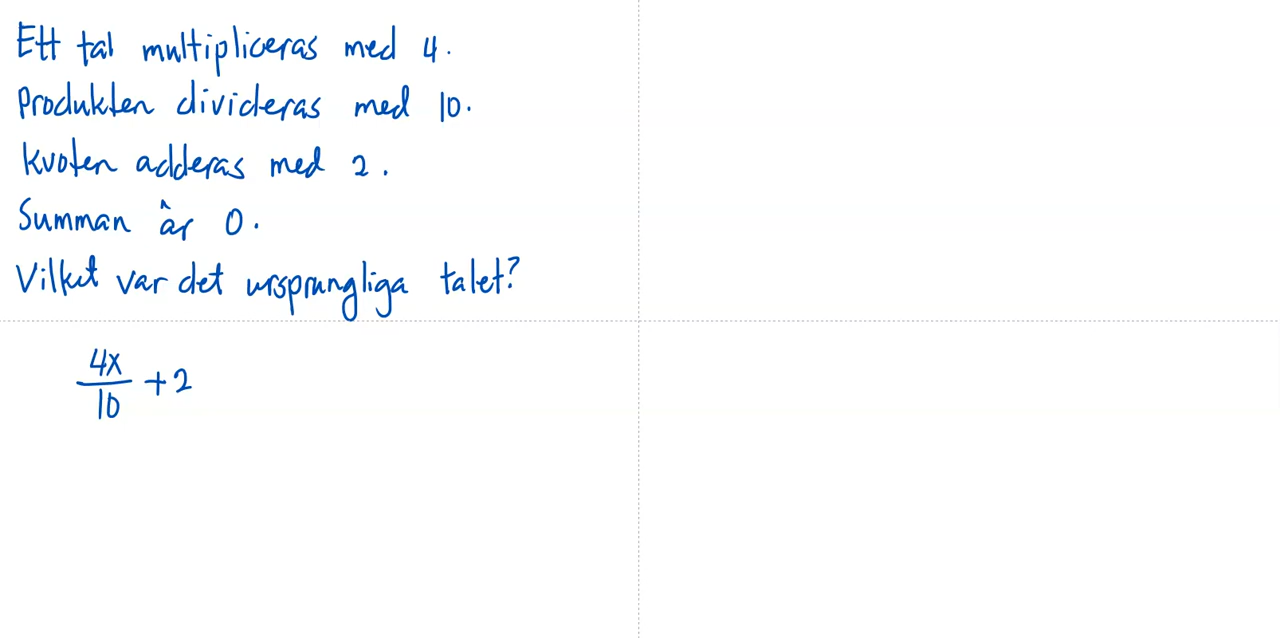 Ett tal multipliceras med 4.
Produkten divideras med 10.
Kvoten adderas med 2.
Summan är 0.
Vilket var det ursprungliga talet?
4x/10 + 2